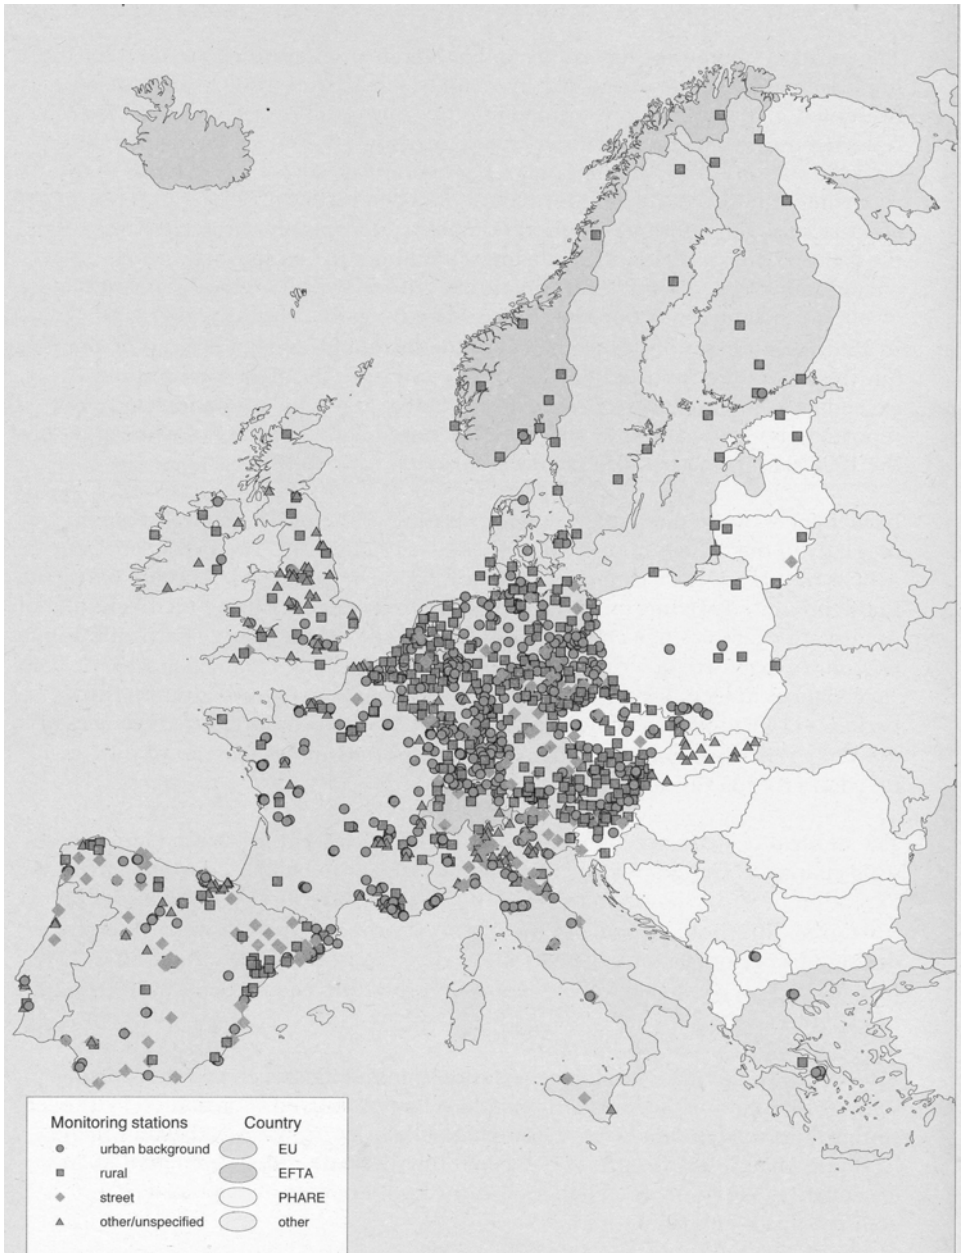 Monitoring stations Country
urban background EU
rural EFTA
street PHARE
other/unspecified other